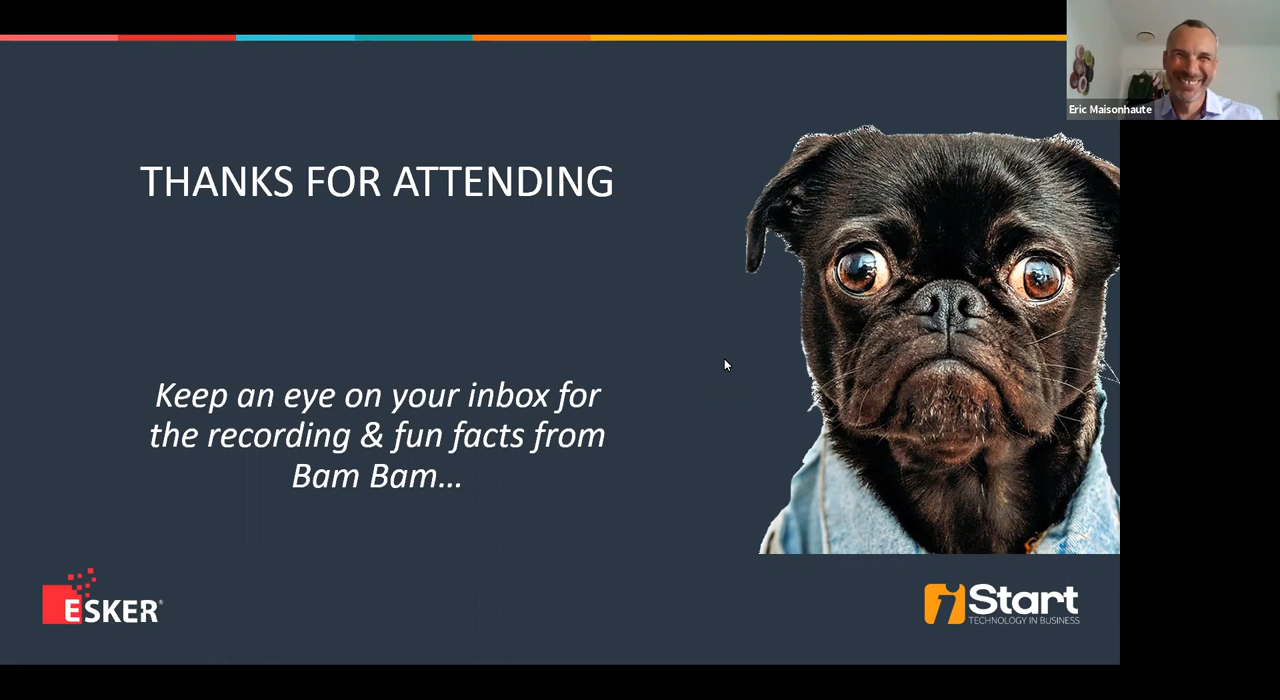 Eric Maisonhaute
THANKS FOR ATTENDING
Keep an eye on your inbox for
the recording & fun facts from
Bam Bam...
ESKER®
i Start
TECHNOLOGY IN BUSINESS